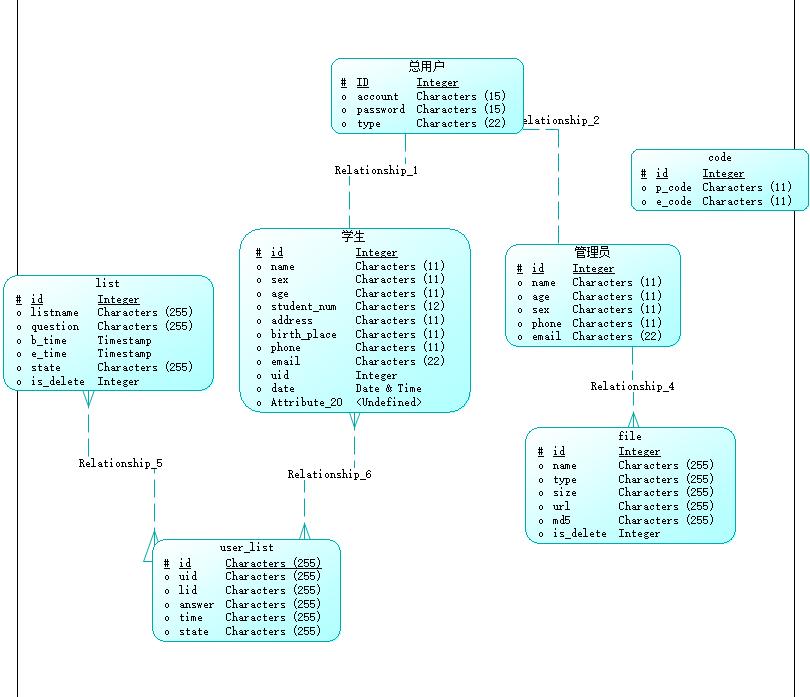 总用户
# ID Integer
o account Characters (15)
o password Characters (15)
o type Characters (22)
elationship_2
code
# id Integer
o p_code Characters (11)
o e_code Characters (11)
Relationship_1
学生
# id Integer
o name Characters (11)
o sex Characters (11)
o age Characters (11)
o student_num Characters (12)
o address Characters (11)
o birth_place Characters (11)
o phone Characters (11)
o email Characters (22)
o uid Integer
o date Date & Time
o Attribute_20 <Undefined>
管理员
# id Integer
o name Characters (11)
o age Characters (11)
o sex Characters (11)
o phone Characters (11)
o email Characters (22)
list
# id Integer
o listname Characters (255)
o question Characters (255)
o b_time Timestamp
o e_time Timestamp
o state Characters (255)
o is_delete Integer
Relationship_4
file
# id Integer
o name Characters (255)
o type Characters (255)
o size Characters (255)
o url Characters (255)
o md5 Characters (255)
o is_delete Integer
Relationship_5
Relationship_6
user_list
# id Characters (255)
o uid Characters (255)
o lid Characters (255)
o answer Characters (255)
o time Characters (255)
o state Characters (255)